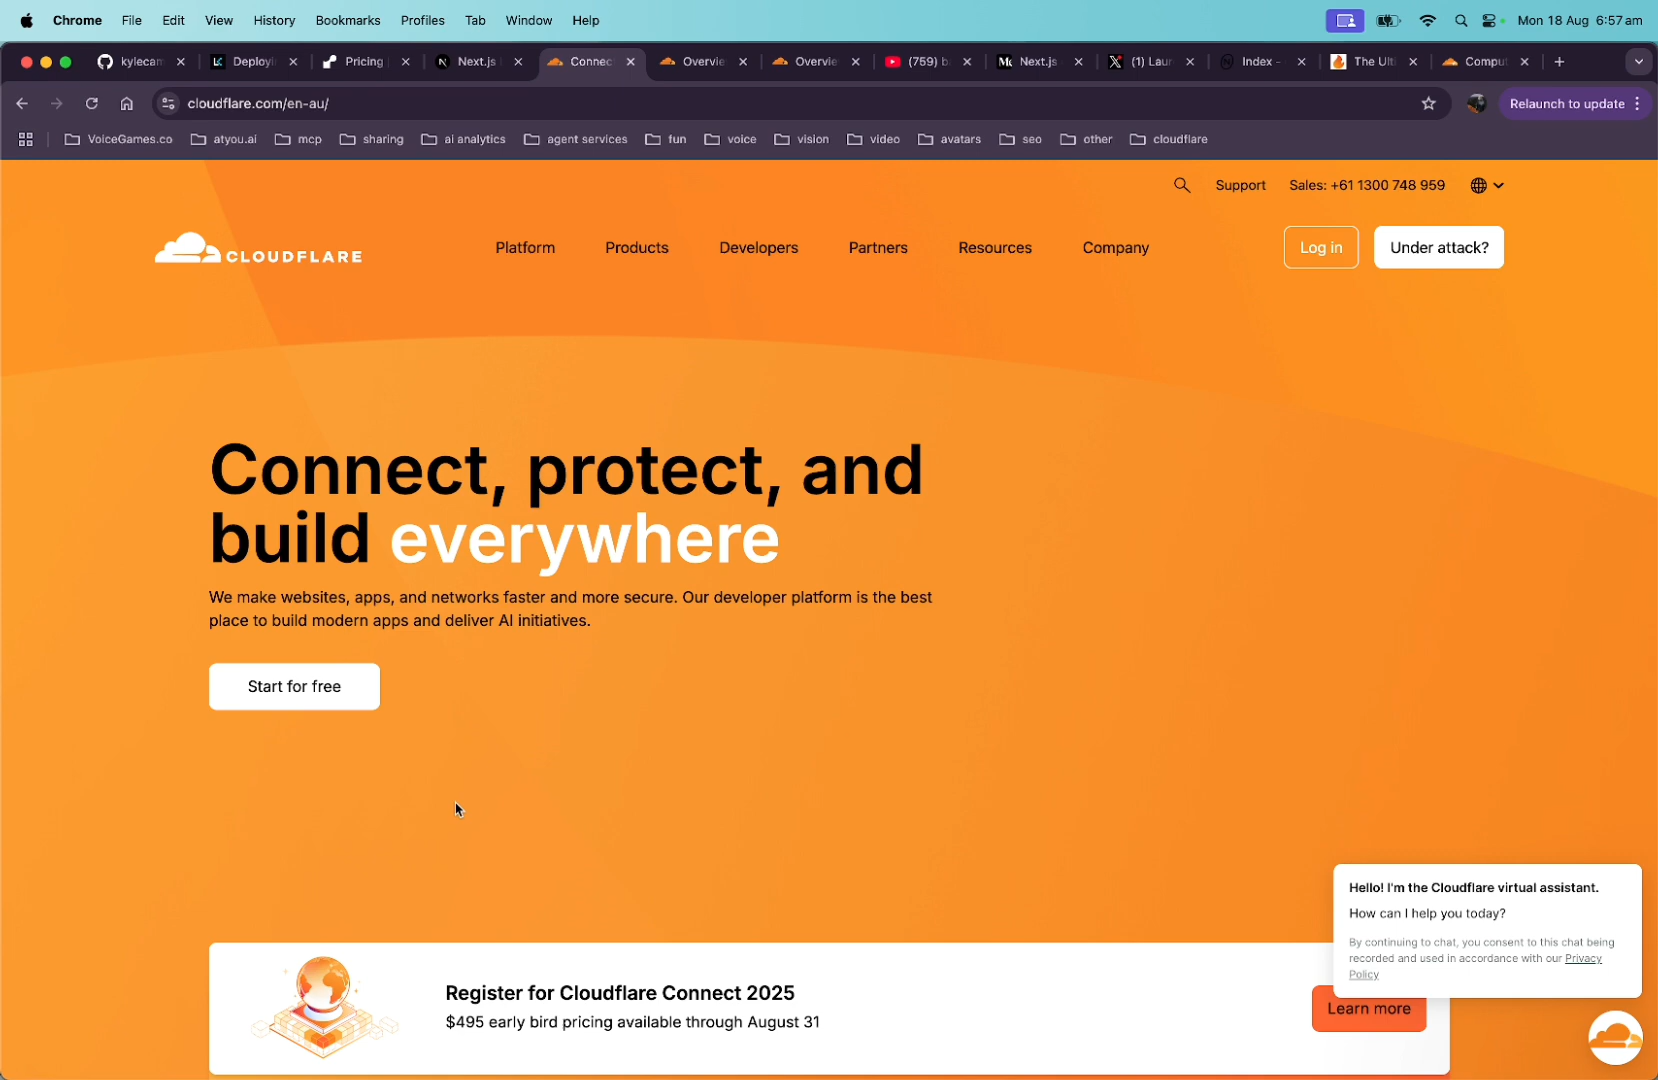 Chrome File Edit View History Bookmarks Profiles Tab Window Help Mon 18 Aug 6:57 am
kylecam Deployi Pricing Next.js Connec Overvie Overvie (759) b Next.js (1) Laun Index - The Ulti Comput
cloudflare.com/en-au/ Relaunch to update
VoiceGames.co atyou.ai mcp sharing ai analytics agent services fun voice vision video avatars seo other cloudflare
Support Sales: +61 1300 748 959
CLOUDFLARE Platform Products Developers Partners Resources Company Log in Under attack?
Connect, protect, and
build everywhere
We make websites, apps, and networks faster and more secure. Our developer platform is the best
place to build modern apps and deliver AI initiatives.
Start for free
Hello! I'm the Cloudflare virtual assistant.
How can I help you today?
By continuing to chat, you consent to this chat being
recorded and used in accordance with our Privacy
Policy
Register for Cloudflare Connect 2025
$495 early bird pricing available through August 31
Learn more